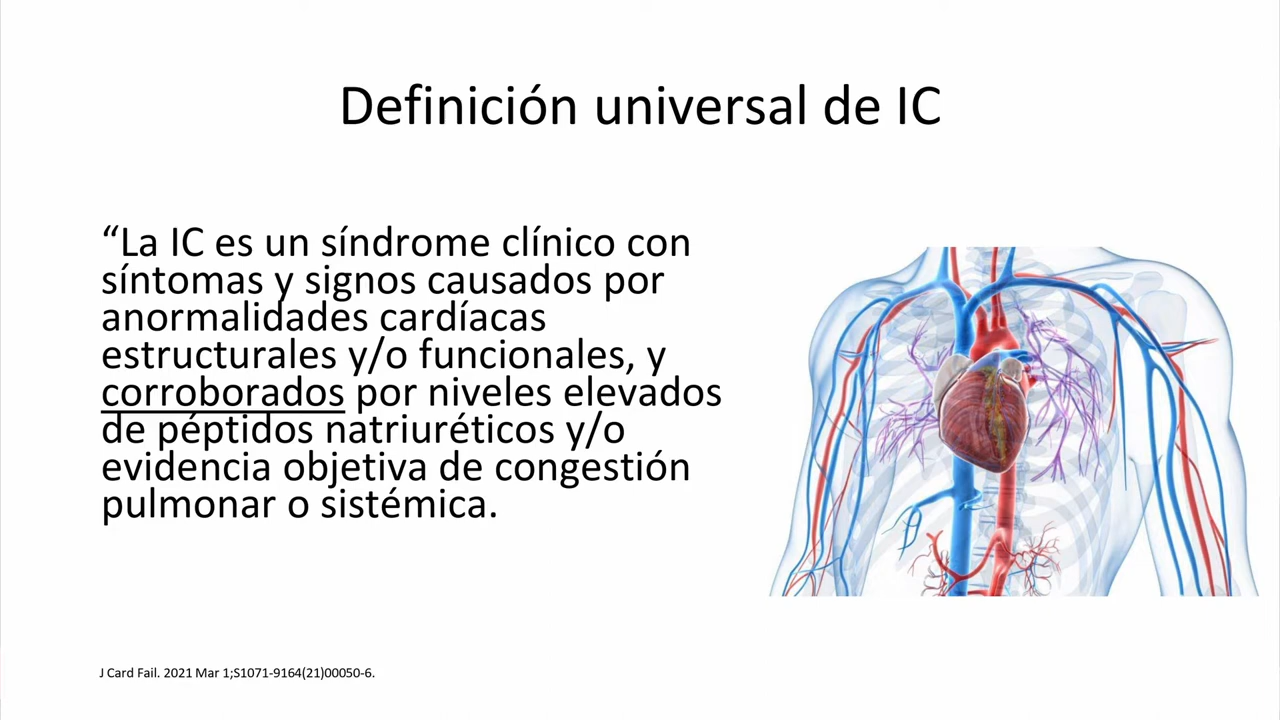 Definición universal de IC
“La IC es un síndrome clínico con
síntomas y signos causados por
anormalidades cardíacas
estructurales y/o funcionales, y
corroborados por niveles elevados
de péptidos natriuréticos y/o
evidencia objetiva de congestión
pulmonar o sistémica.
J Card Fail. 2021 Mar 1;S1071-9164(21)00050-6.